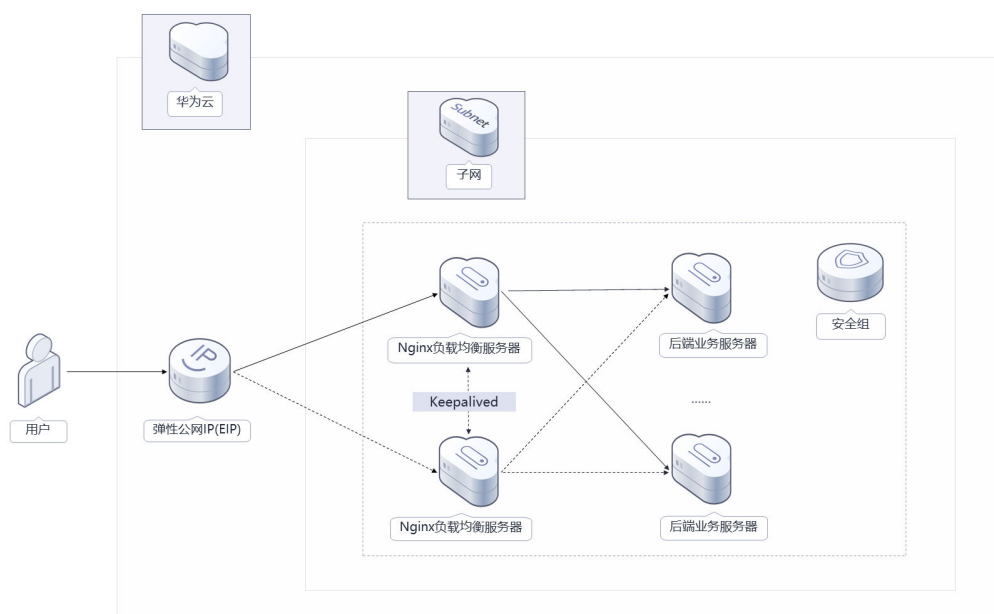 华为云
Subnet
子网
Nginx负载均衡服务器
后端业务服务器
安全组
IP
用户
弹性公网IP(EIP)
Keepalived
......
Nginx负载均衡服务器
后端业务服务器